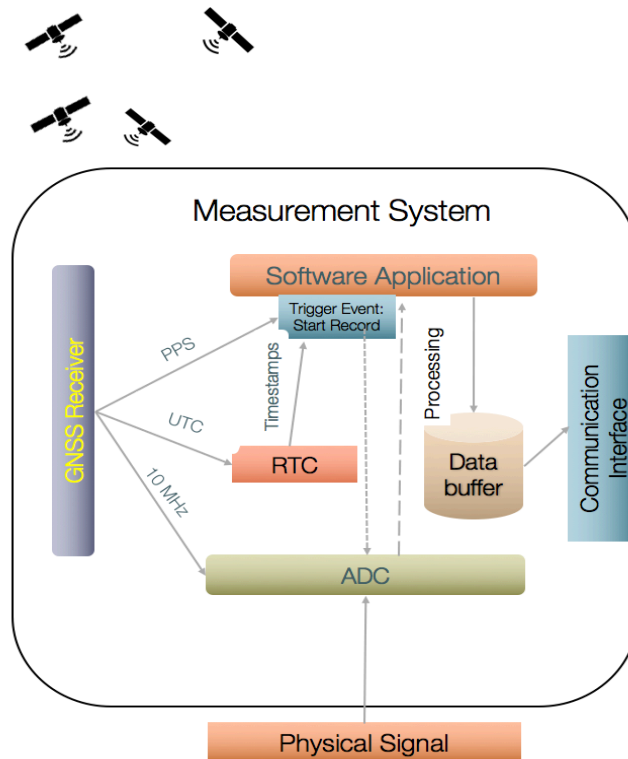 Measurement System
Software Application
Trigger Event:
Start Record
PPS
Timestamps
Processing
GNSS Receiver
UTC
RTC
Data
buffer
Communication
Interface
10 MHz
ADC
Physical Signal